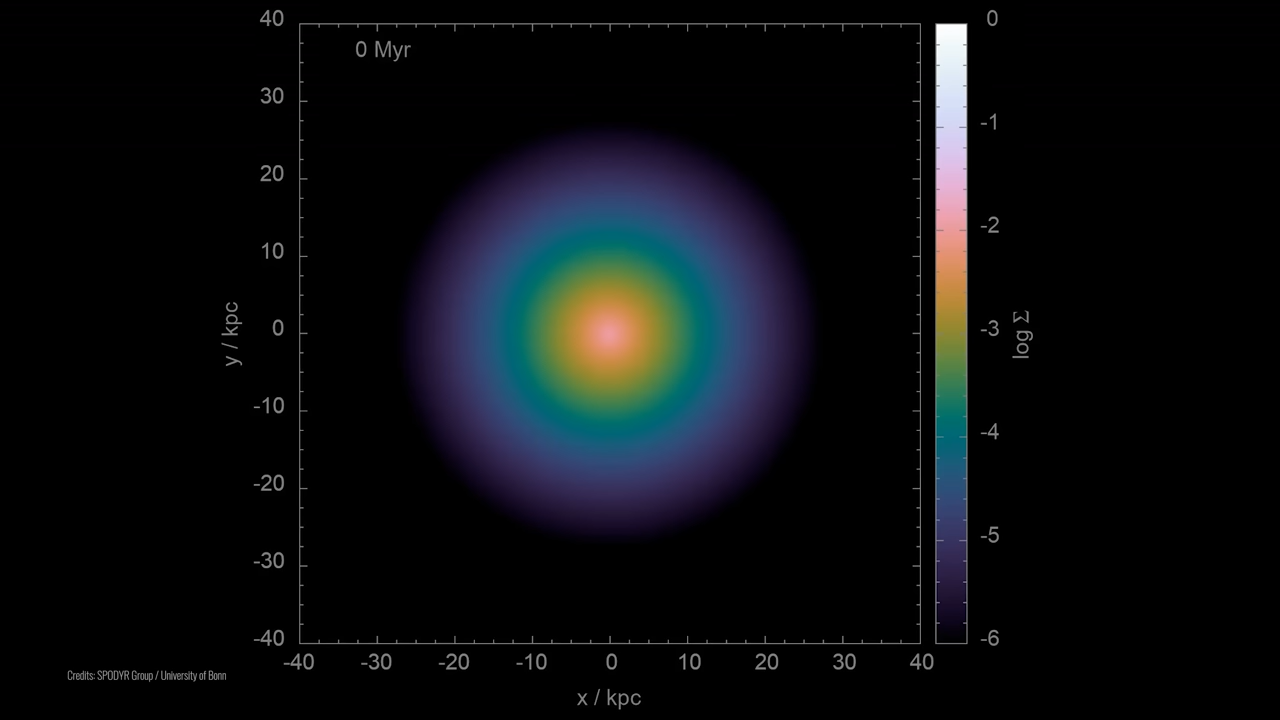 0 Myr
40
30
20
10
0
-10
-20
-30
-40
y / kpc
-40 -30 -20 -10 0 10 20 30 40
x / kpc
0
-1
-2
-3
-4
-5
-6
log Σ
Credits: SPODYR Group / University of Bonn